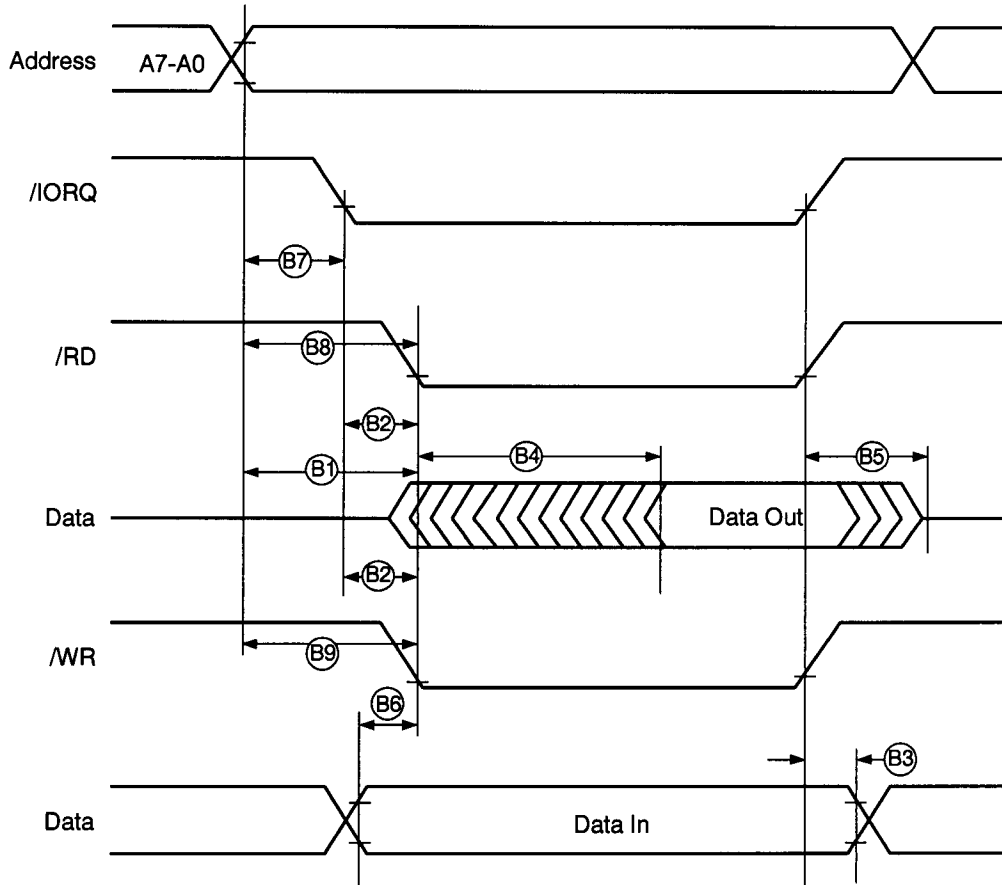 Address A7-A0
/IORQ
B7
/RD
B8
B2
B1 B4 B5
Data Data Out
B2
/WR
B9
B6
B3
Data Data In